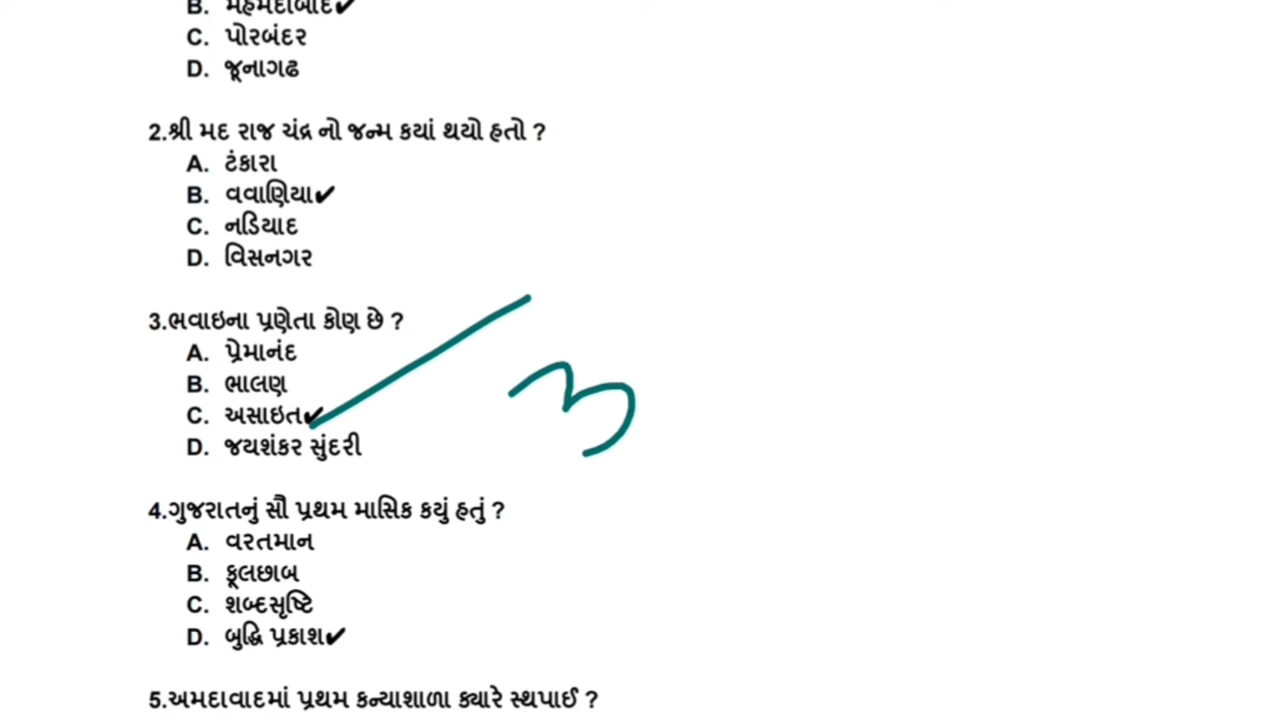 B. મહેમદાબાદ✔
C. પોરબંદર
D. જૂનાગઢ
2.શ્રી મદ રાજ ચંદ્ર નો જન્મ કયાં થયો હતો ?
A. ટંકારા
B. વવાણિયા✔
C. નડિયાદ
D. વિસનગર
3.ભવાઇના પ્રણેતા કોણ છે ?
A. પ્રેમાનંદ
B. ભાલણ
C. અસાઇત✔
D. જયશંકર સુંદરી
4.ગુજરાતનું સૌ પ્રથમ માસિક કયું હતું ?
A. વરતમાન
B. ફૂલછાબ
C. શબ્દસૃષ્ટિ
D. બુદ્ધિ પ્રકાશ✔
5.અમદાવાદમાં પ્રથમ કન્યાશાળા ક્યારે સ્થપાઈ ?